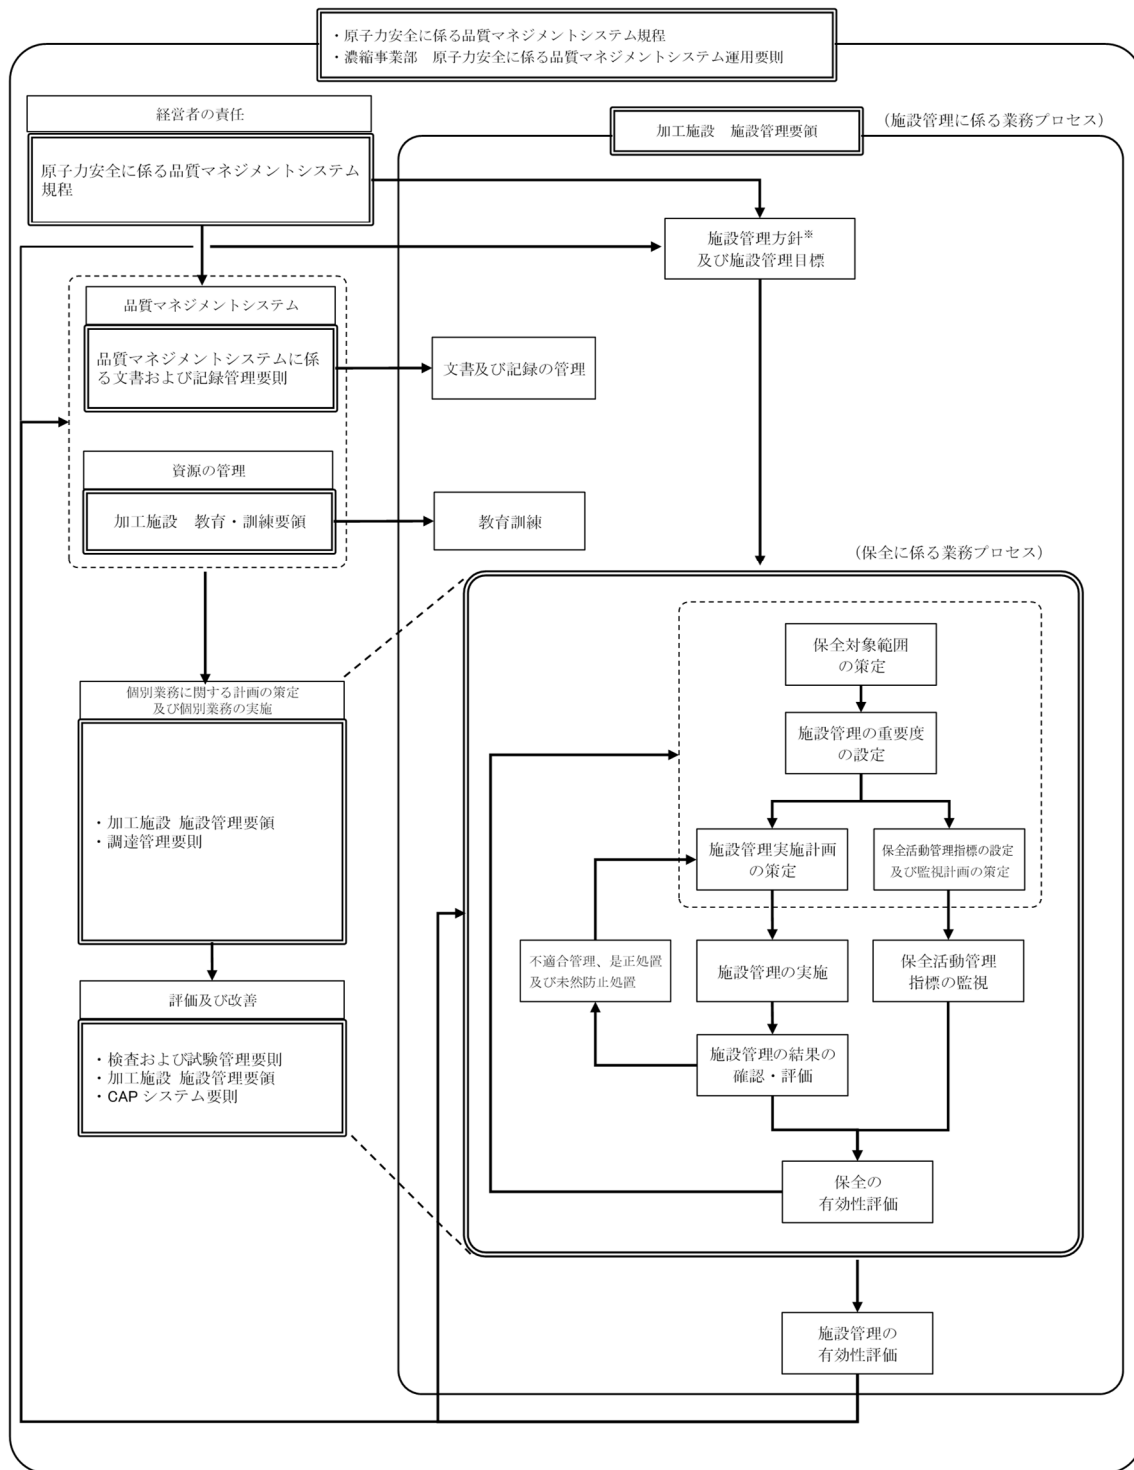 ・原子力安全に係る品質マネジメントシステム規程
・濃縮事業部　原子力安全に係る品質マネジメントシステム運用要則
経営者の責任
原子力安全に係る品質マネジメントシステム
規程
加工施設　施設管理要領
（施設管理に係る業務プロセス）
施設管理方針※
及び施設管理目標
品質マネジメントシステム
品質マネジメントシステムに係
る文書および記録管理要則
文書及び記録の管理
資源の管理
加工施設　教育・訓練要領
教育訓練
（保全に係る業務プロセス）
個別業務に関する計画の策定
及び個別業務の実施
・加工施設 施設管理要領
・調達管理要則
評価及び改善
・検査および試験管理要則
・加工施設 施設管理要領
・CAP システム要則
保全対象範囲
の策定
施設管理の重要度
の設定
施設管理実施計画
の策定
保全活動管理指標の設定
及び監視計画の策定
不適合管理、是正処置
及び未然防止処置
施設管理の実施
保全活動管理
指標の監視
施設管理の結果の
確認・評価
保全の
有効性評価
施設管理の
有効性評価